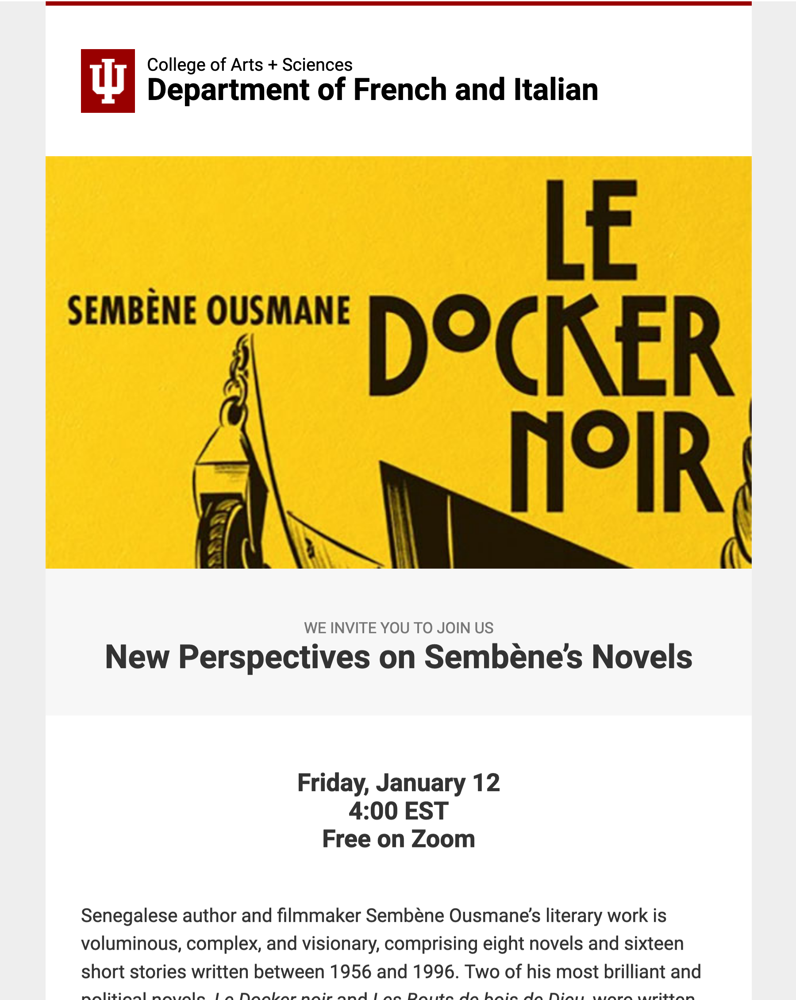 College of Arts + Sciences
Department of French and Italian
LE
SEMBÈNE OUSMANE DOCKER
NOIR
WE INVITE YOU TO JOIN US
New Perspectives on Sembène’s Novels
Friday, January 12
4:00 EST
Free on Zoom
Senegalese author and filmmaker Sembène Ousmane’s literary work is
voluminous, complex, and visionary, comprising eight novels and sixteen
short stories written between 1956 and 1996. Two of his most brilliant and
political novels, Le Docker noir and Les Bouts de bois de Dieu, were written